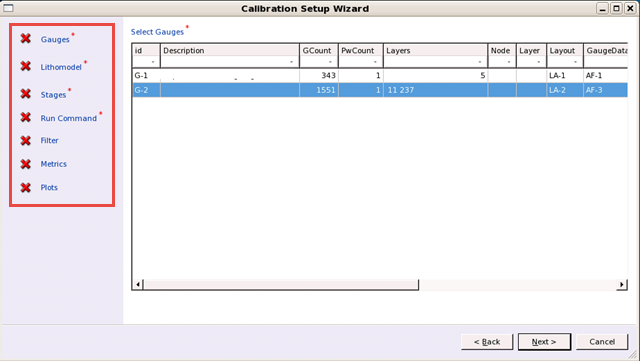 Calibration Setup Wizard
Gauges *
Lithomodel *
Stages *
Run Command *
Filter
Metrics
Plots
Select Gauges *
id Description GCount PwCount Layers Node Layer Layout GaugeData
- - - - - - - - -
G-1 343 1 5 LA-1 AF-1
G-2 1551 1 11 237 LA-2 AF-3
< Back Next > Cancel